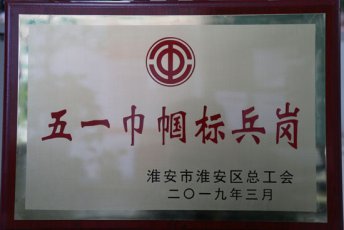 五一巾帼标兵岗
淮安市淮安区总工会
二〇一九年三月